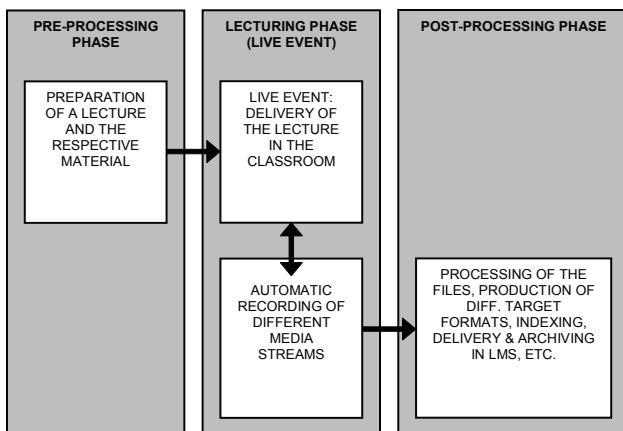 PRE-PROCESSING
PHASE
PREPARATION
OF A LECTURE
AND THE
RESPECTIVE
MATERIAL
LECTURING PHASE
(LIVE EVENT)
LIVE EVENT:
DELIVERY OF
THE LECTURE
IN THE
CLASSROOM
AUTOMATIC
RECORDING OF
DIFFERENT
MEDIA
STREAMS
POST-PROCESSING PHASE
PROCESSING OF THE
FILES, PRODUCTION OF
DIFF. TARGET
FORMATS, INDEXING,
DELIVERY & ARCHIVING
IN LMS, ETC.